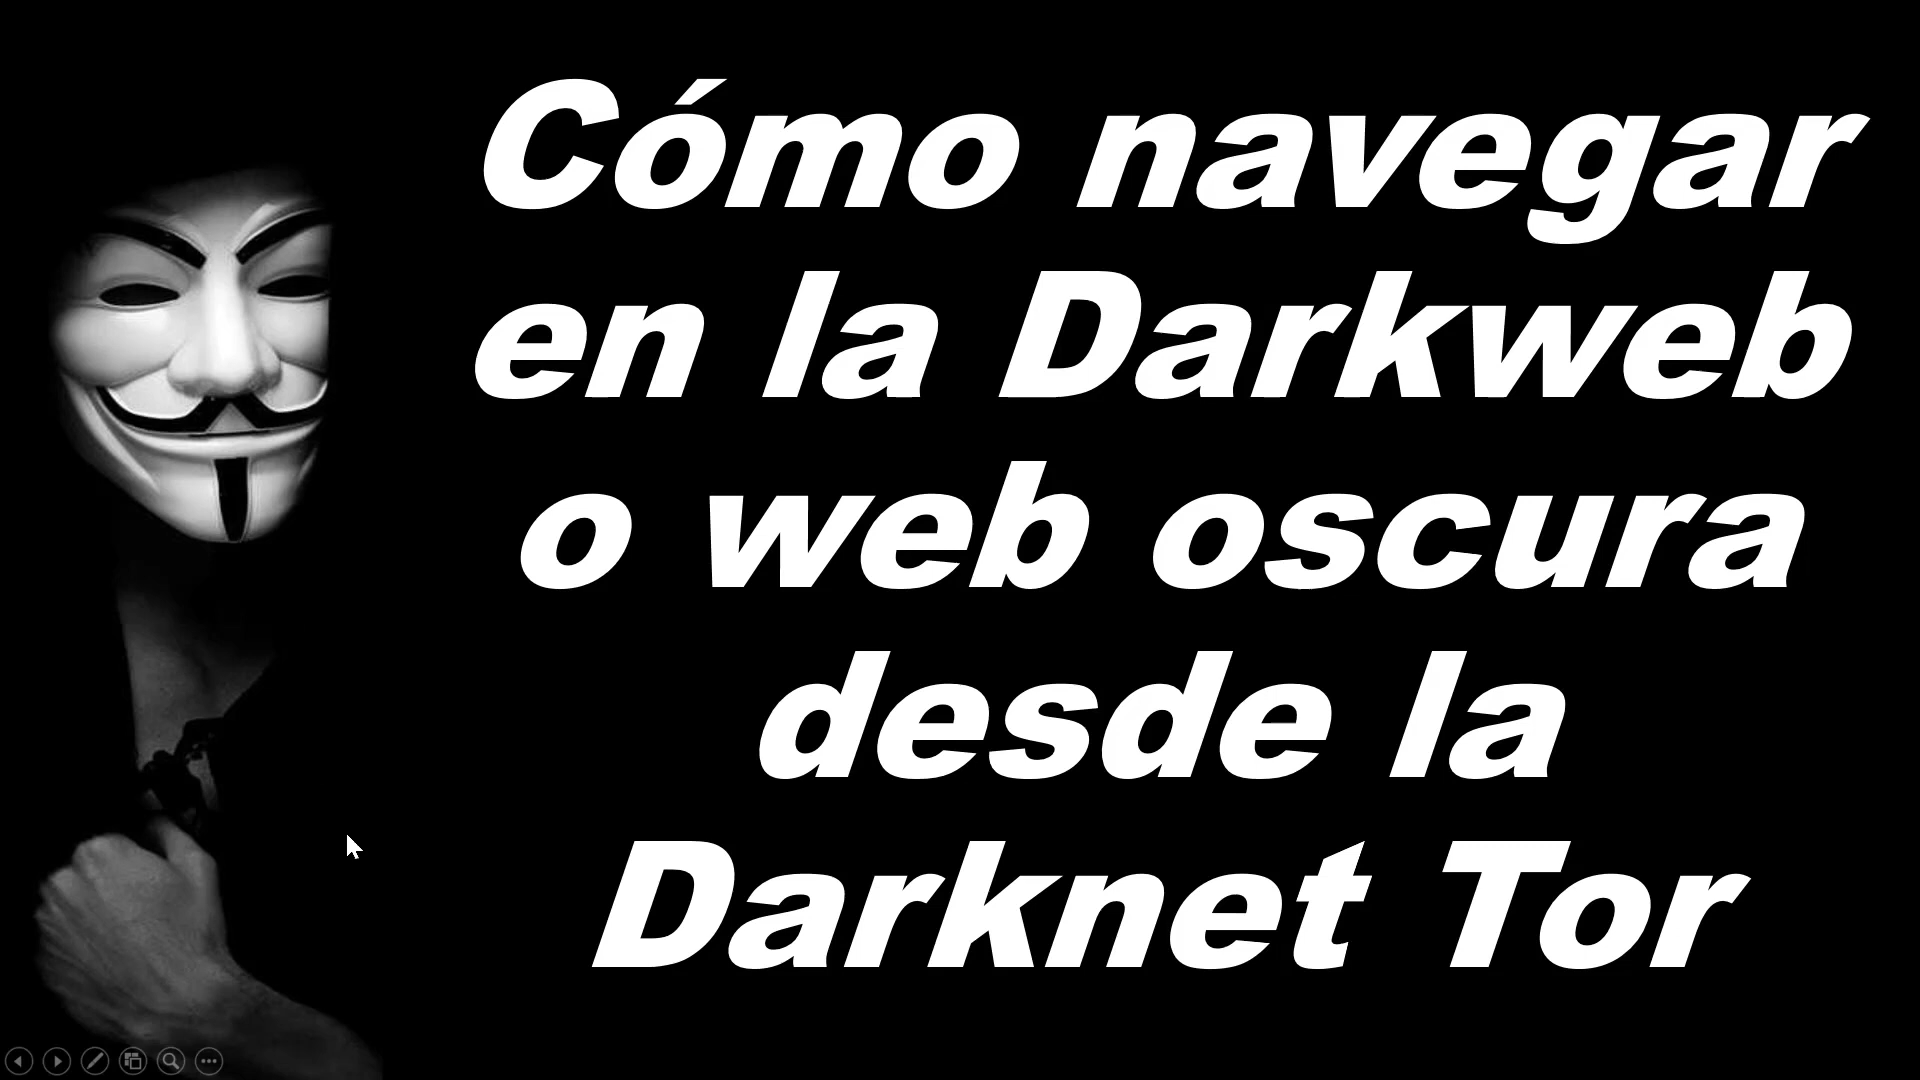 Cómo navegar
en la Darkweb
o web oscura
desde la
Darknet Tor